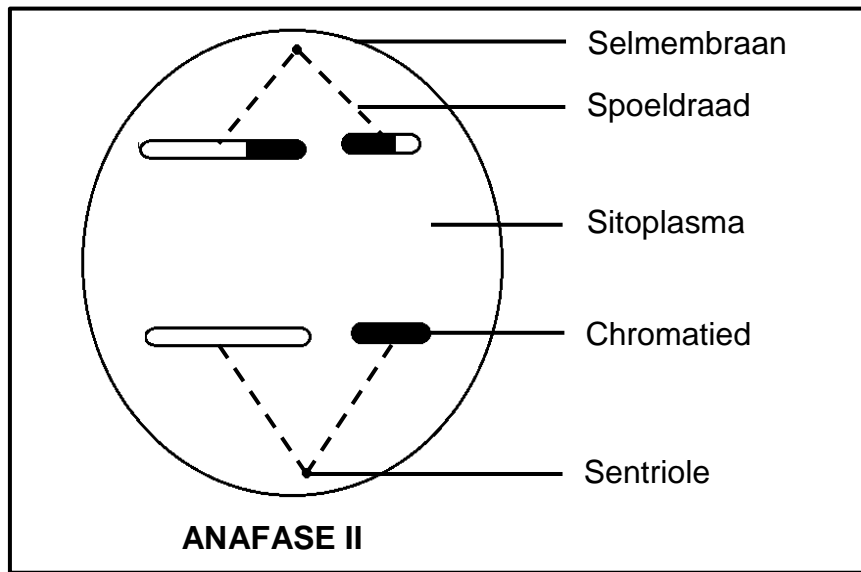 Selmembraan
Spoeldraad
Sitoplasma
Chromatied
Sentriole
ANAFASE II